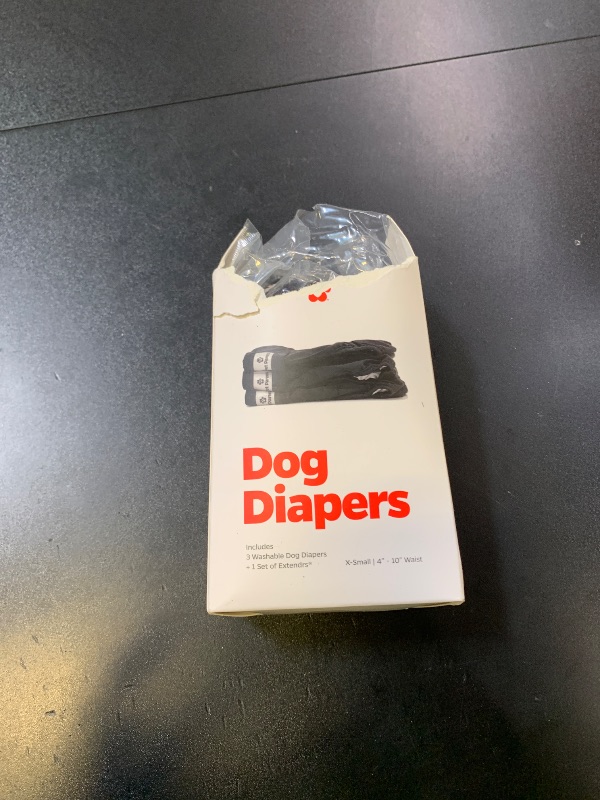 Dog
Diapers
Includes
3 Washable Dog Diapers
+ 1 Set of Extendrs™
X-Small | 4" - 10" Waist